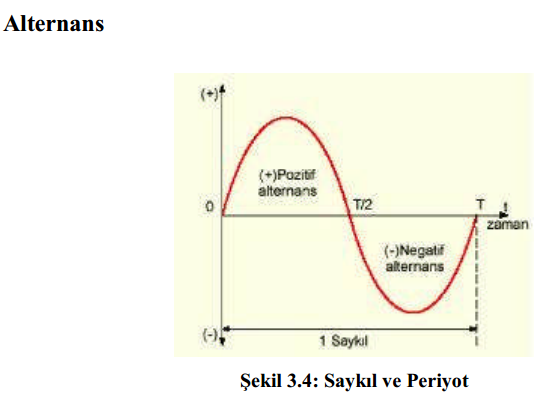 Alternans
(+)
(+)Pozitif
alternans
0
T/2
T
t
zaman
(-)Negatif
alternans
(-)
1 Saykıl
Şekil 3.4: Saykıl ve Periyot